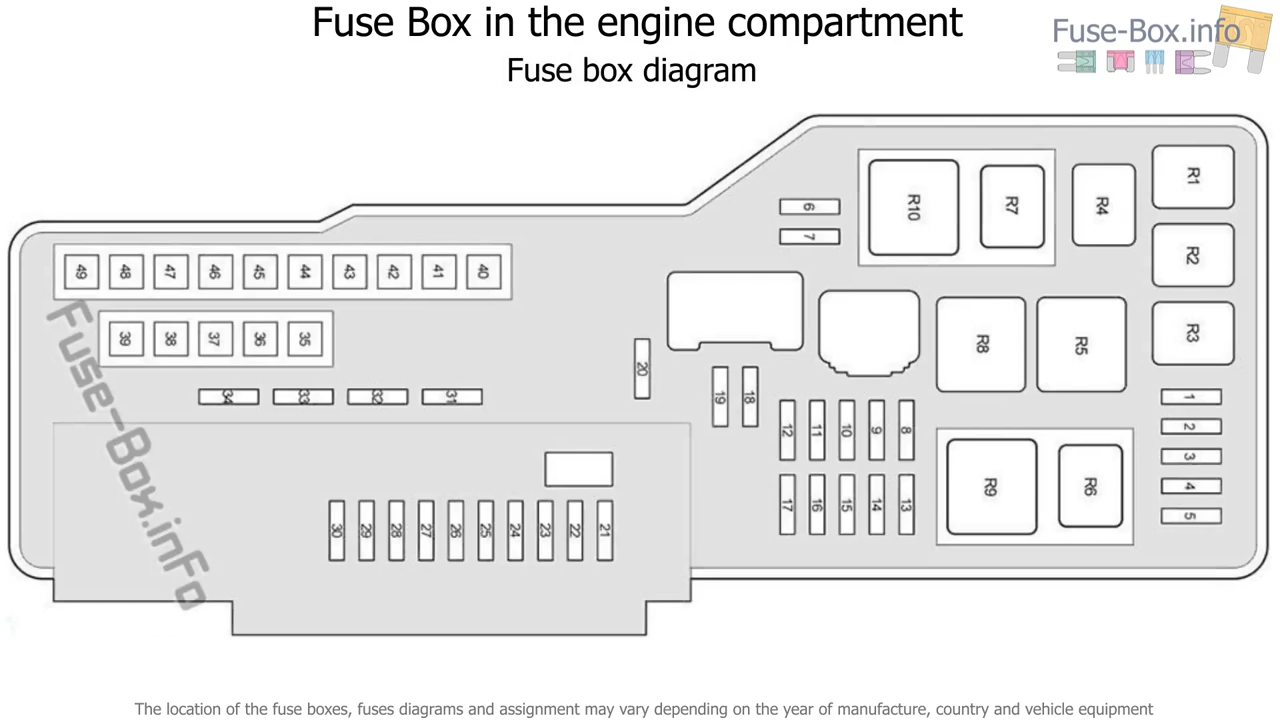 Fuse Box in the engine compartment
Fuse box diagram
Fuse-Box.info
R1
R10
R7
R4
6
7
R2
49 48 47 46 45 44 43 42 41 40
39 38 37 36 35
R3
R8
R5
20
19
18
34 33 32 31
1
2
3
4
5
12 11 10 9 8
17 16 15 14 13
R9
R6
30 29 28 27 26 25 24 23 22 21
Fuse-Box.info
The location of the fuse boxes, fuses diagrams and assignment may vary depending on the year of manufacture, country and vehicle equipment